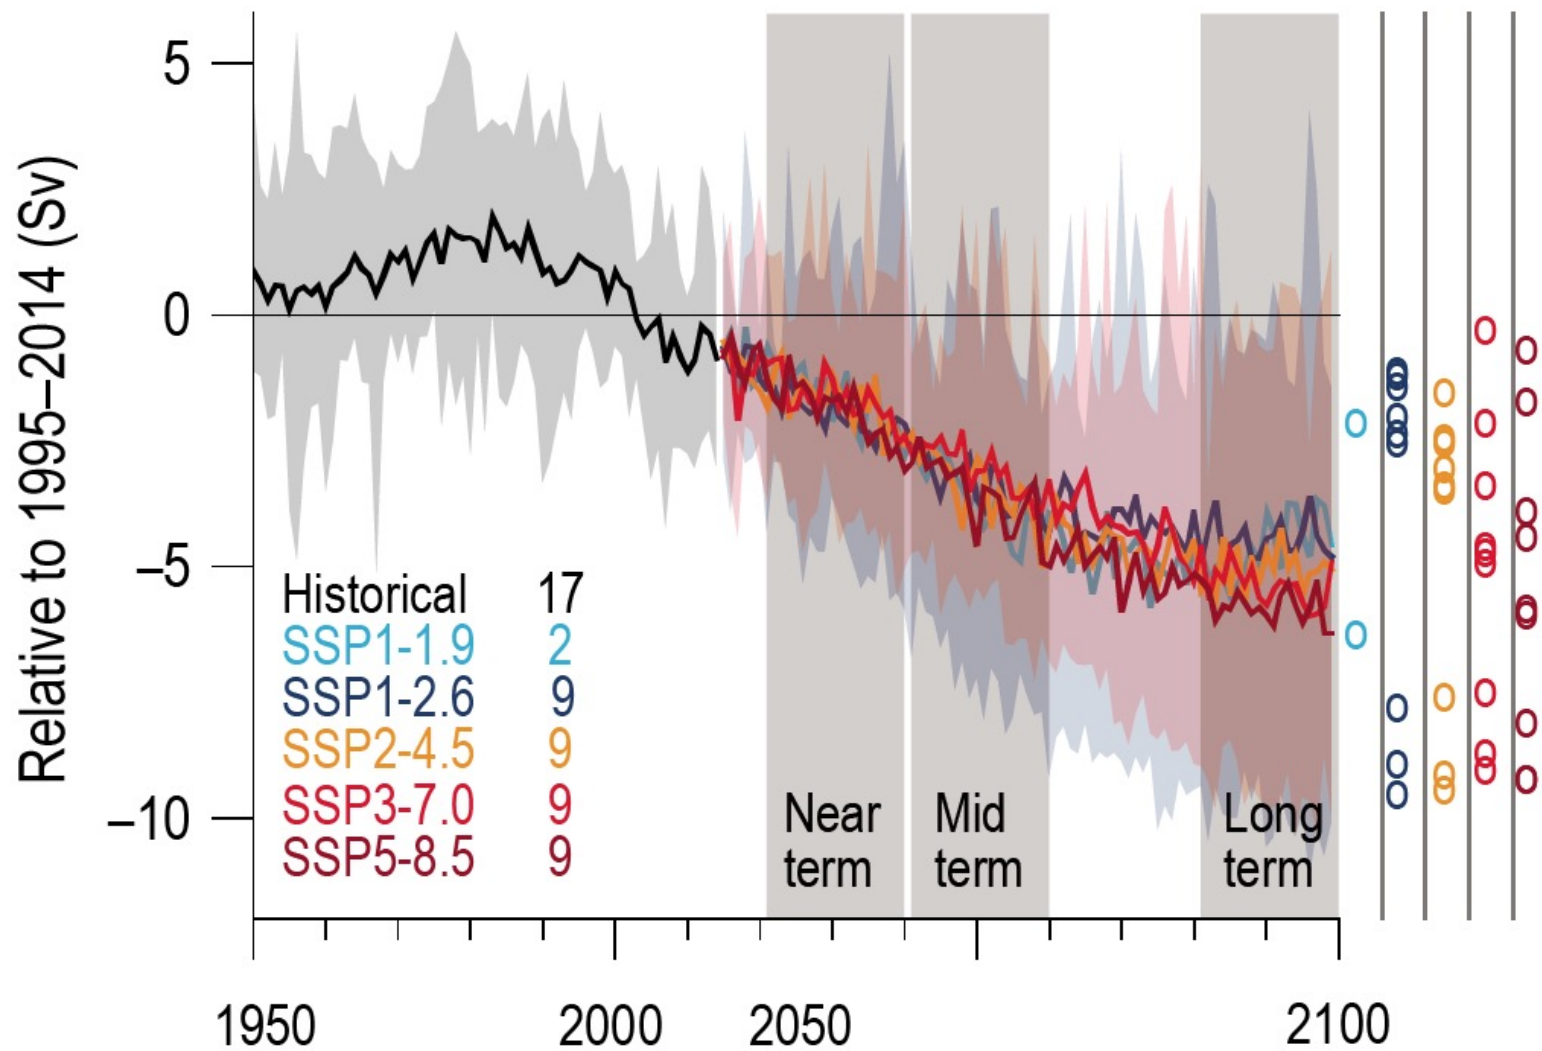 Relative to 1995–2014 (Sv)
5
0
–5
–10
Historical 17
SSP1-1.9 2
SSP1-2.6 9
SSP2-4.5 9
SSP3-7.0 9
SSP5-8.5 9
Near
term
Mid
term
Long
term
1950 2000 2050 2100